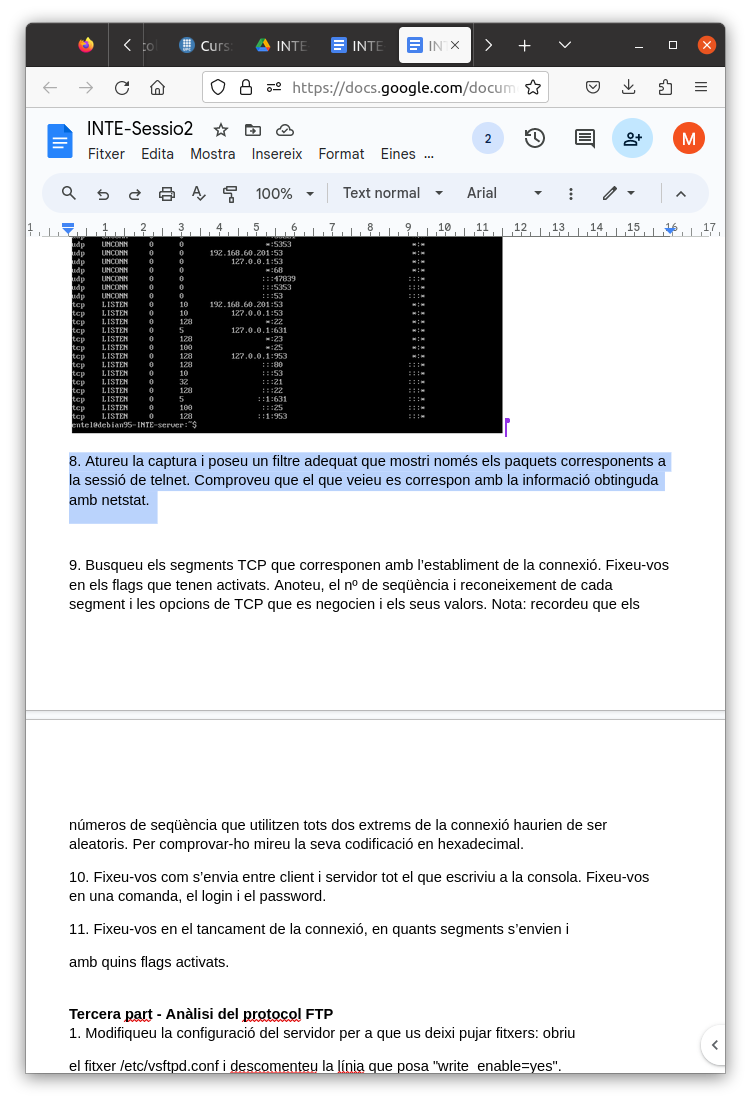 Curs
INTE
INTE
INT
https://docs.google.com/docum
INTE-Sessio2
2
M
Fitxer Edita Mostra Insereix Format Eines ...
100% Text normal Arial
1 1 2 3 4 5 6 7 8 9 10 11 12 13 14 15 16 17
udp UNCONN 0 0 *:5353 *:*
udp UNCONN 0 0 192.168.60.201:53 *:*
udp UNCONN 0 0 127.0.0.1:53 *:*
udp UNCONN 0 0 *:68 *:*
udp UNCONN 0 0 :::47839 :::*
udp UNCONN 0 0 :::5353 :::*
udp UNCONN 0 0 :::53 :::*
tcp LISTEN 0 10 192.168.60.201:53 *:*
tcp LISTEN 0 10 127.0.0.1:53 *:*
tcp LISTEN 0 128 *:22 *:*
tcp LISTEN 0 5 127.0.0.1:631 *:*
tcp LISTEN 0 128 *:23 *:*
tcp LISTEN 0 100 *:25 *:*
tcp LISTEN 0 128 127.0.0.1:953 *:*
tcp LISTEN 0 128 :::80 :::*
tcp LISTEN 0 10 :::53 :::*
tcp LISTEN 0 32 :::21 :::*
tcp LISTEN 0 128 :::22 :::*
tcp LISTEN 0 5 ::1:631 :::*
tcp LISTEN 0 100 :::25 :::*
tcp LISTEN 0 128 ::1:953 :::*
entel@debian95-INTE-server:~$
8. Atureu la captura i poseu un filtre adequat que mostri només els paquets corresponents a
la sessió de telnet. Comproveu que el que veieu es correspon amb la informació obtinguda
amb netstat.
9. Busqueu els segments TCP que corresponen amb l’establiment de la connexió. Fixeu-vos
en els flags que tenen activats. Anoteu, el nº de seqüència i reconeixement de cada
segment i les opcions de TCP que es negocien i els seus valors. Nota: recordeu que els
números de seqüència que utilitzen tots dos extrems de la connexió haurien de ser
aleatoris. Per comprovar-ho mireu la seva codificació en hexadecimal.
10. Fixeu-vos com s’envia entre client i servidor tot el que escriviu a la consola. Fixeu-vos
en una comanda, el login i el password.
11. Fixeu-vos en el tancament de la connexió, en quants segments s’envien i
amb quins flags activats.
Tercera part - Anàlisi del protocol FTP
1. Modifiqueu la configuració del servidor per a que us deixi pujar fitxers: obriu
el fitxer /etc/vsftpd.conf i descomenteu la línia que posa "write_enable=yes".